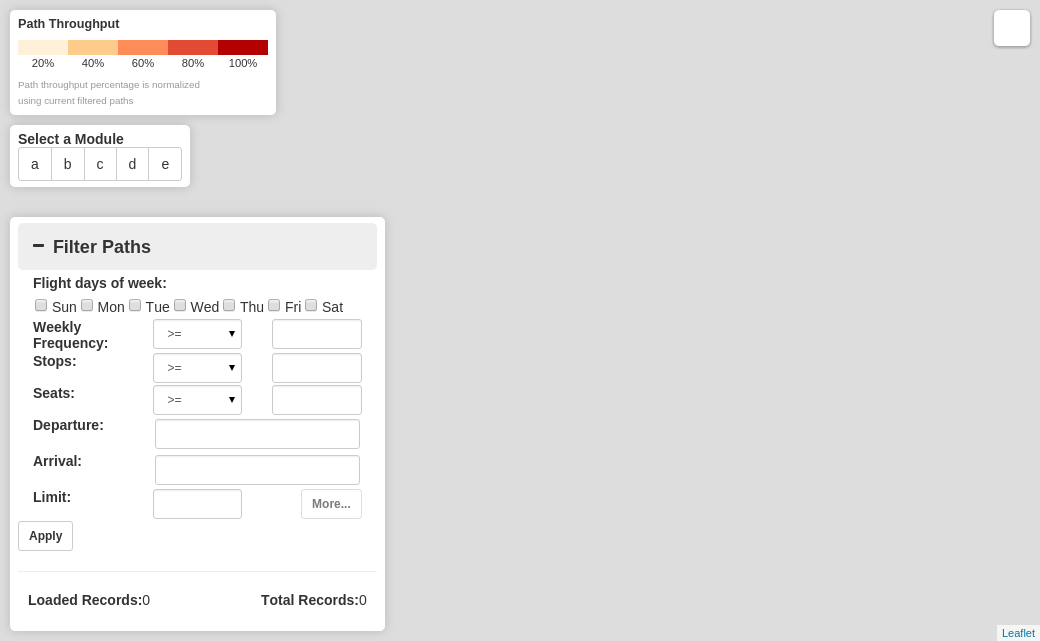 Path Throughput
20% 40% 60% 80% 100%
Path throughput percentage is normalized
using current filtered paths
Select a Module
a b c d e
Filter Paths
Flight days of week:
Sun Mon Tue Wed Thu Fri Sat
Weekly
Frequency: >=
Stops: >=
Seats: >=
Departure:
Arrival:
Limit: More...
Apply
Loaded Records:0 Total Records:0
Leaflet